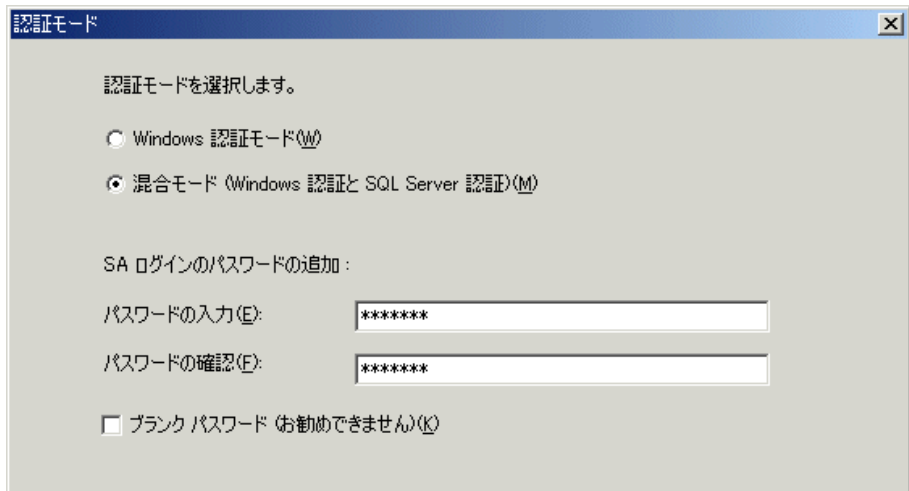 認証モード
認証モードを選択します。
Windows 認証モード(W)
混合モード (Windows 認証と SQL Server 認証)(M)
SA ログインのパスワードの追加 :
パスワードの入力(E): *******
パスワードの確認(F): *******
ブランク パスワード (お勧めできません)(K)